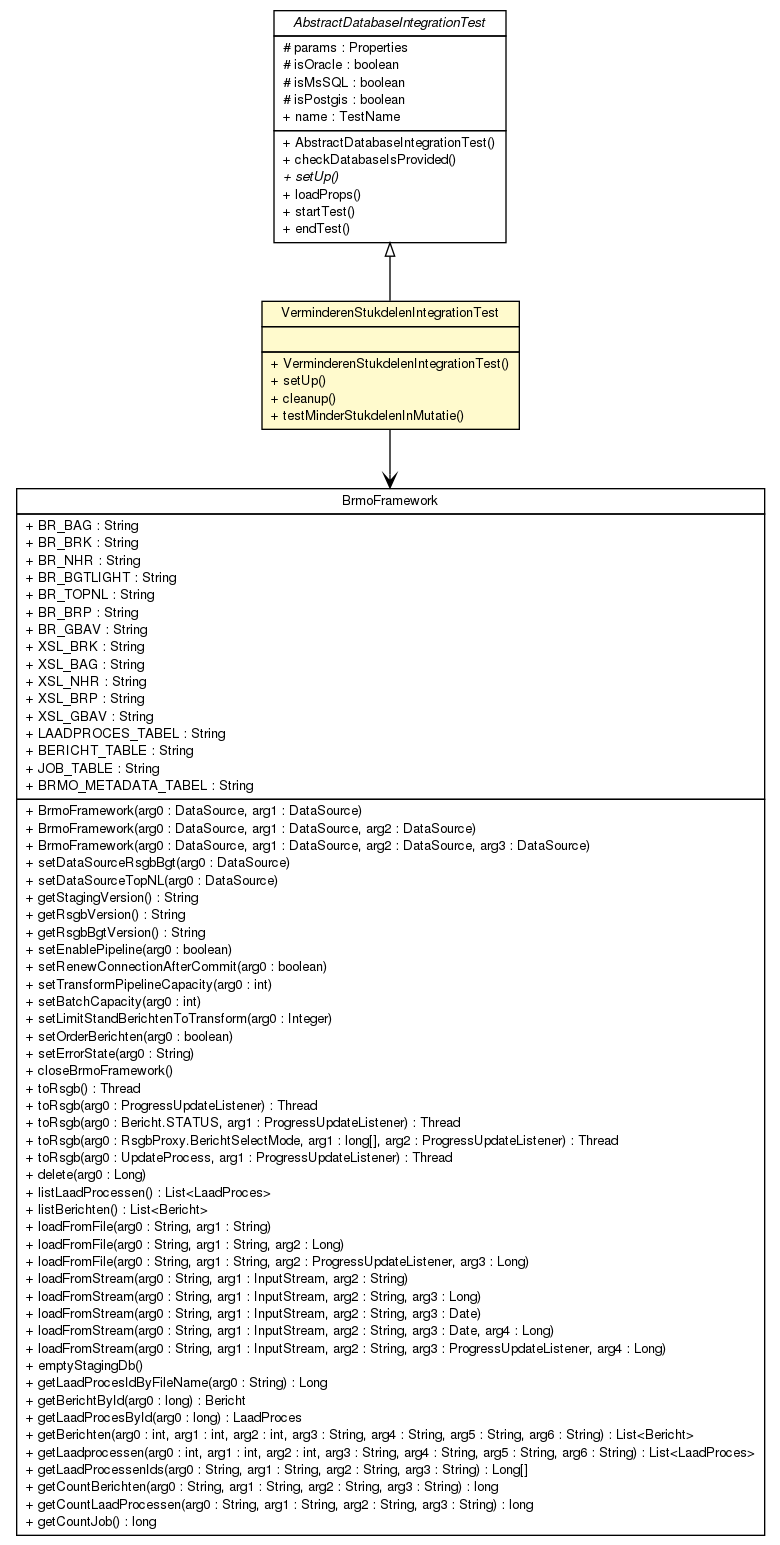 AbstractDatabaseIntegrationTest
# params : Properties
# isOracle : boolean
# isMsSQL : boolean
# isPostgis : boolean
+ name : TestName
+ AbstractDatabaseIntegrationTest()
+ checkDatabaseIsProvided()
+ setUp()
+ loadProps()
+ startTest()
+ endTest()
VerminderenStukdelenIntegrationTest
+ VerminderenStukdelenIntegrationTest()
+ setUp()
+ cleanup()
+ testMinderStukdelenInMutatie()
BrmoFramework
+ BR_BAG : String
+ BR_BRK : String
+ BR_NHR : String
+ BR_BGTLIGHT : String
+ BR_TOPNL : String
+ BR_BRP : String
+ BR_GBAV : String
+ XSL_BRK : String
+ XSL_BAG : String
+ XSL_NHR : String
+ XSL_BRP : String
+ XSL_GBAV : String
+ LAADPROCES_TABEL : String
+ BERICHT_TABLE : String
+ JOB_TABLE : String
+ BRMO_METADATA_TABEL : String
+ BrmoFramework(arg0 : DataSource, arg1 : DataSource)
+ BrmoFramework(arg0 : DataSource, arg1 : DataSource, arg2 : DataSource)
+ BrmoFramework(arg0 : DataSource, arg1 : DataSource, arg2 : DataSource, arg3 : DataSource)
+ setDataSourceRsgbBgt(arg0 : DataSource)
+ setDataSourceTopNL(arg0 : DataSource)
+ getStagingVersion() : String
+ getRsgbVersion() : String
+ getRsgbBgtVersion() : String
+ setEnablePipeline(arg0 : boolean)
+ setRenewConnectionAfterCommit(arg0 : boolean)
+ setTransformPipelineCapacity(arg0 : int)
+ setBatchCapacity(arg0 : int)
+ setLimitStandBerichtenToTransform(arg0 : Integer)
+ setOrderBerichten(arg0 : boolean)
+ setErrorState(arg0 : String)
+ closeBrmoFramework()
+ toRsgb() : Thread
+ toRsgb(arg0 : ProgressUpdateListener) : Thread
+ toRsgb(arg0 : Bericht.STATUS, arg1 : ProgressUpdateListener) : Thread
+ toRsgb(arg0 : RsgbProxy.BerichtSelectMode, arg1 : long[], arg2 : ProgressUpdateListener) : Thread
+ toRsgb(arg0 : UpdateProcess, arg1 : ProgressUpdateListener) : Thread
+ delete(arg0 : Long)
+ listLaadProcessen() : List<LaadProces>
+ listBerichten() : List<Bericht>
+ loadFromFile(arg0 : String, arg1 : String)
+ loadFromFile(arg0 : String, arg1 : String, arg2 : Long)
+ loadFromFile(arg0 : String, arg1 : String, arg2 : ProgressUpdateListener, arg3 : Long)
+ loadFromStream(arg0 : String, arg1 : InputStream, arg2 : String)
+ loadFromStream(arg0 : String, arg1 : InputStream, arg2 : String, arg3 : Long)
+ loadFromStream(arg0 : String, arg1 : InputStream, arg2 : String, arg3 : Date)
+ loadFromStream(arg0 : String, arg1 : InputStream, arg2 : String, arg3 : Date, arg4 : Long)
+ loadFromStream(arg0 : String, arg1 : InputStream, arg2 : String, arg3 : ProgressUpdateListener, arg4 : Long)
+ emptyStagingDb()
+ getLaadProcesIdByFileName(arg0 : String) : Long
+ getBerichtById(arg0 : long) : Bericht
+ getLaadProcesById(arg0 : long) : LaadProces
+ getBerichten(arg0 : int, arg1 : int, arg2 : int, arg3 : String, arg4 : String, arg5 : String, arg6 : String) : List<Bericht>
+ getLaadprocessen(arg0 : int, arg1 : int, arg2 : int, arg3 : String, arg4 : String, arg5 : String, arg6 : String) : List<LaadProces>
+ getLaadProcessenIds(arg0 : String, arg1 : String, arg2 : String, arg3 : String) : Long[]
+ getCountBerichten(arg0 : String, arg1 : String, arg2 : String, arg3 : String) : long
+ getCountLaadProcessen(arg0 : String, arg1 : String, arg2 : String, arg3 : String) : long
+ getCountJob() : long